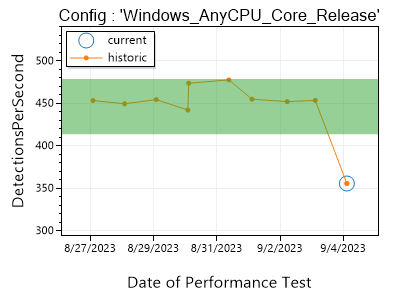 Config : 'Windows_AnyCPU_Core_Release'
current
historic
DetectionsPerSecond
500
450
400
350
300
8/27/2023 8/29/2023 8/31/2023 9/2/2023 9/4/2023
Date of Performance Test